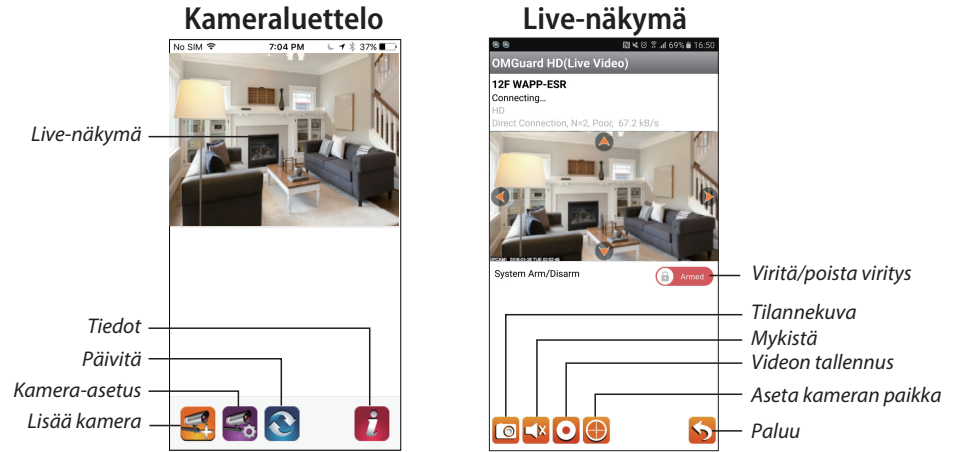 Kameraluettelo
Live-näkymä
No SIM 7:04 PM 37%
Live-näkymä
Tiedot
Päivitä
Kamera-asetus
Lisää kamera
69% 16:50
OMGuard HD(Live Video)
12F WAPP-ESR
Connecting...
HD
Direct Connection, N=2, Poor, 67.2 kB/s
System Arm/Disarm
Armed
Viritä/poista viritys
Tilannekuva
Mykistä
Videon tallennus
Aseta kameran paikka
Paluu